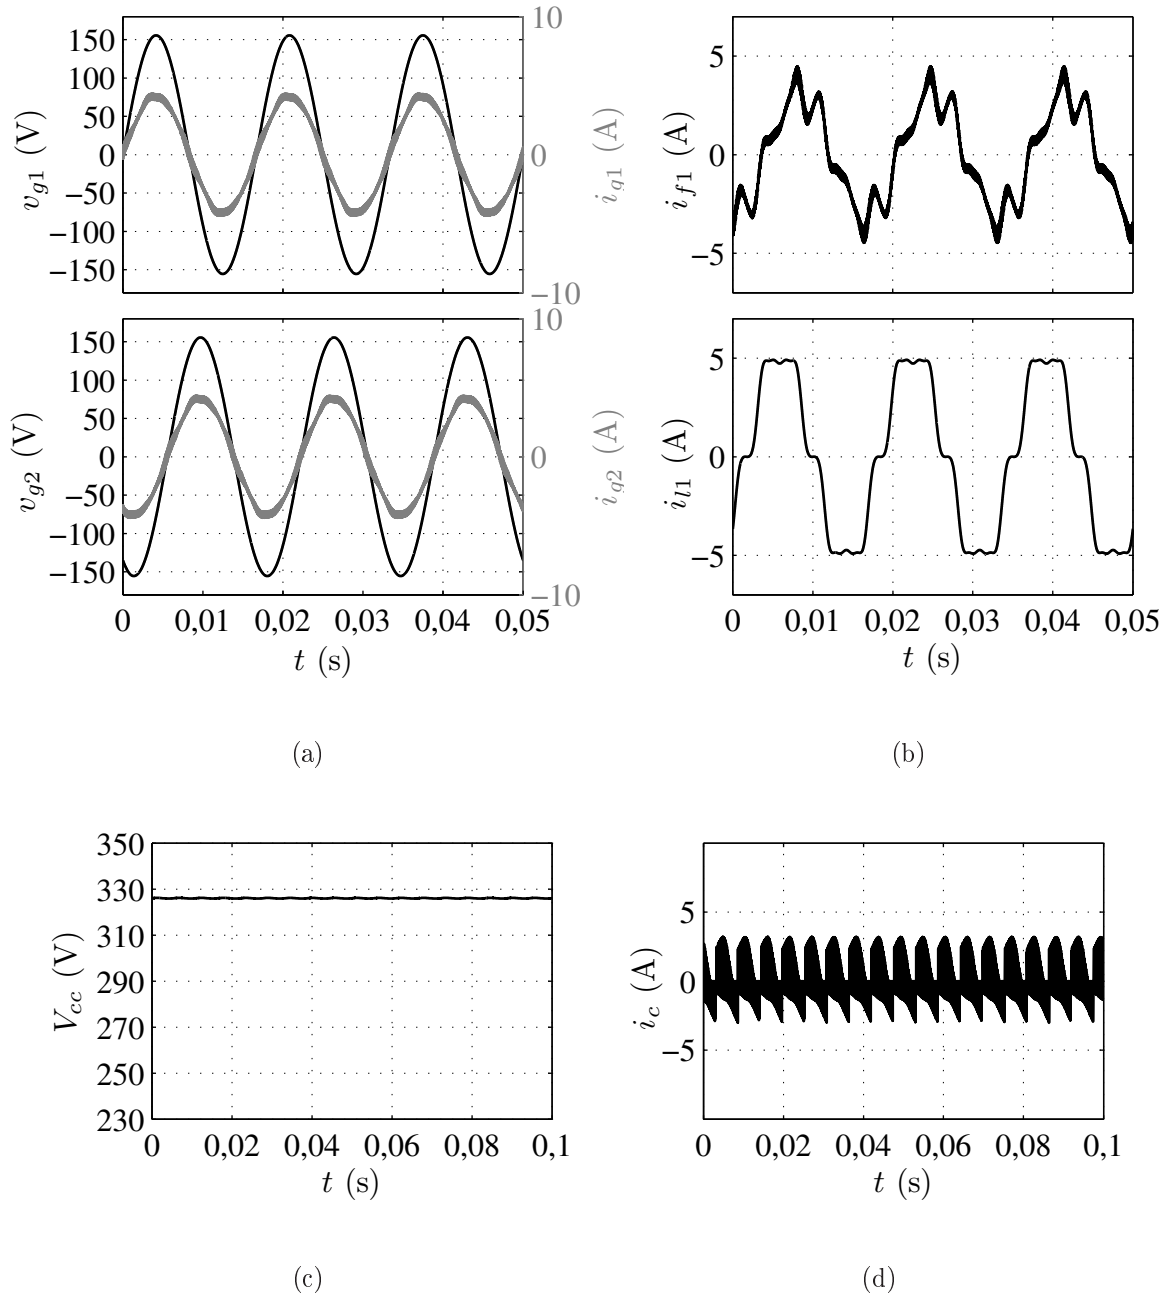 150
100
50
0
−50
−100
−150
v_{g1} (V)
10
0
−10
i_{g1} (A)
5
0
−5
i_{f1} (A)
150
100
50
0
−50
−100
−150
v_{g2} (V)
10
0
−10
i_{g2} (A)
0 0,01 0,02 0,03 0,04 0,05
t (s)
5
0
−5
i_{l1} (A)
0 0,01 0,02 0,03 0,04 0,05
t (s)
(a)
(b)
350
330
310
290
270
250
230
V_{cc} (V)
0 0,02 0,04 0,06 0,08 0,1
t (s)
5
0
−5
i_c (A)
0 0,02 0,04 0,06 0,08 0,1
t (s)
(c)
(d)